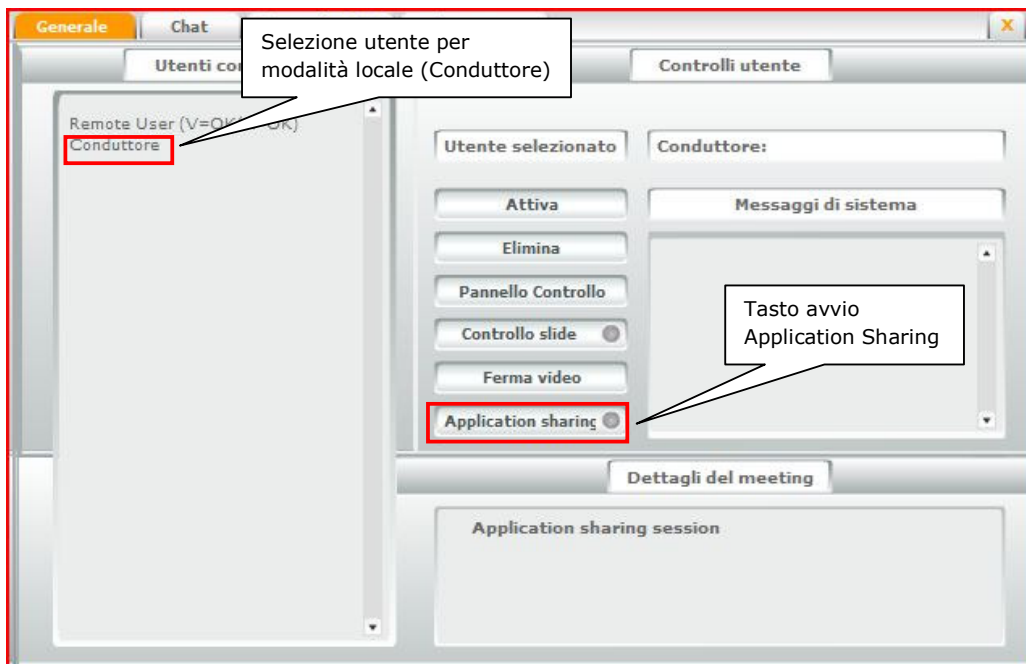 Generale
Chat
X
Selezione utente per
modalità locale (Conduttore)
Utenti
Controlli utente
Remote User
Conduttore
Utente selezionato
Conduttore:
Attiva
Messaggi di sistema
Elimina
Pannello Controllo
Tasto avvio
Application Sharing
Controllo slide
Ferma video
Application sharing
Dettagli del meeting
Application sharing session